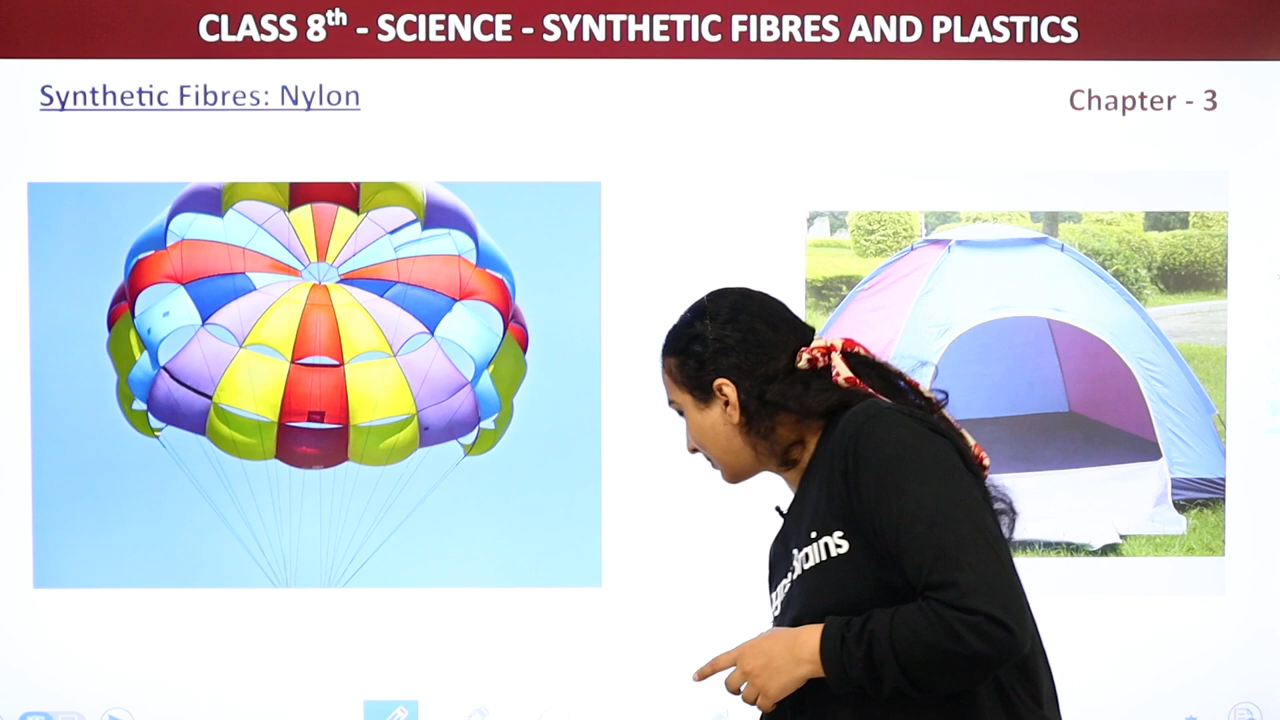 CLASS 8th - SCIENCE - SYNTHETIC FIBRES AND PLASTICS
Synthetic Fibres: Nylon
Chapter - 3